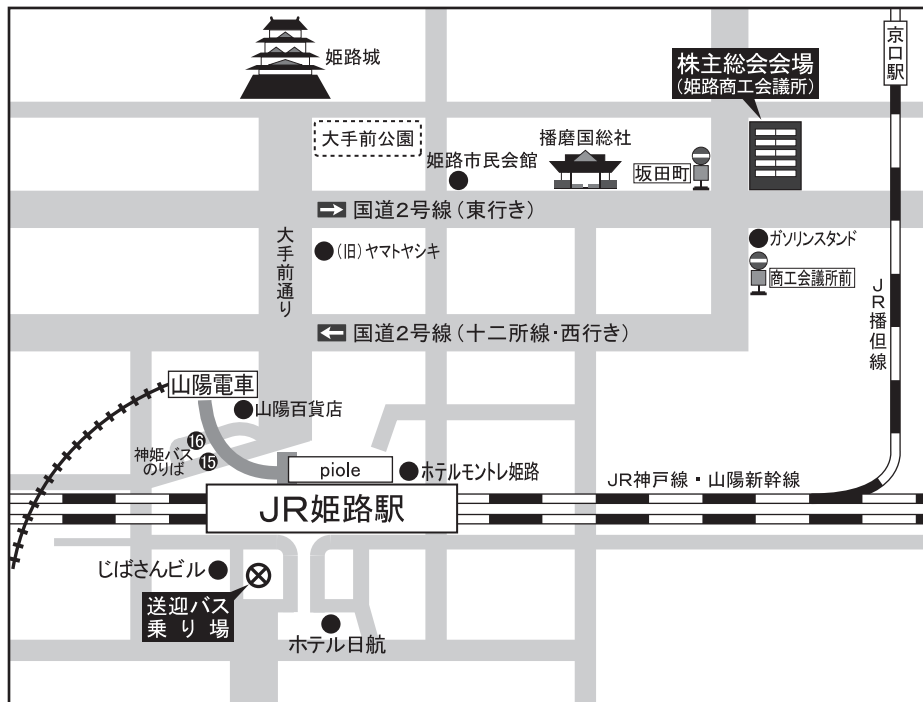 姫路城
京口駅
株主総会会場
(姫路商工会議所)
大手前公園
姫路市民会館
播磨国総社
坂田町
国道2号線(東行き)
大手前通り
(旧)ヤマトヤシキ
ガソリンスタンド
商工会議所前
JR播但線
国道2号線(十二所線・西行き)
山陽電車
山陽百貨店
16
神姫バス
のりば
15
piole
ホテルモントレ姫路
JR神戸線・山陽新幹線
JR姫路駅
じばさんビル
送迎バス
乗り場
ホテル日航